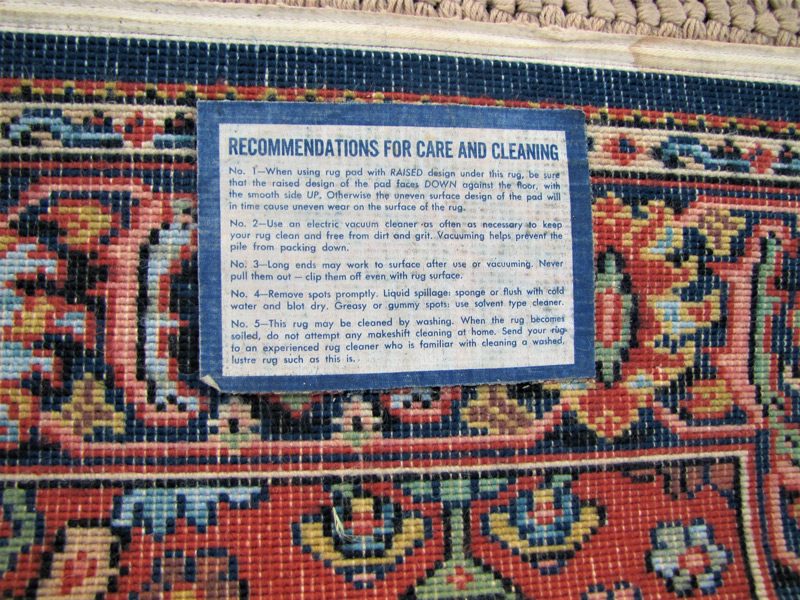 RECOMMENDATIONS FOR CARE AND CLEANING
No. 1—When using rug pad with RAISED design under this rug, be sure
that the raised design of the pad faces DOWN against the floor, with
the smooth side UP. Otherwise the uneven surface design of the pad will
in time cause uneven wear on the surface of the rug.
No. 2—Use an electric vacuum cleaner as often as necessary to keep
your rug clean and free from dirt and grit. Vacuuming helps prevent the
pile from packing down.
No. 3—Long ends may work to surface after use or vacuuming. Never
pull them out — clip them off even with rug surface.
No. 4—Remove spots promptly. Liquid spillage: sponge or flush with cold
water and blot dry. Greasy or gummy spots: use solvent type cleaner.
No. 5—This rug may be cleaned by washing. When the rug becomes
soiled, do not attempt any makeshift cleaning at home. Send your rug
to an experienced rug cleaner who is familiar with cleaning a washed,
lustre rug such as this is.